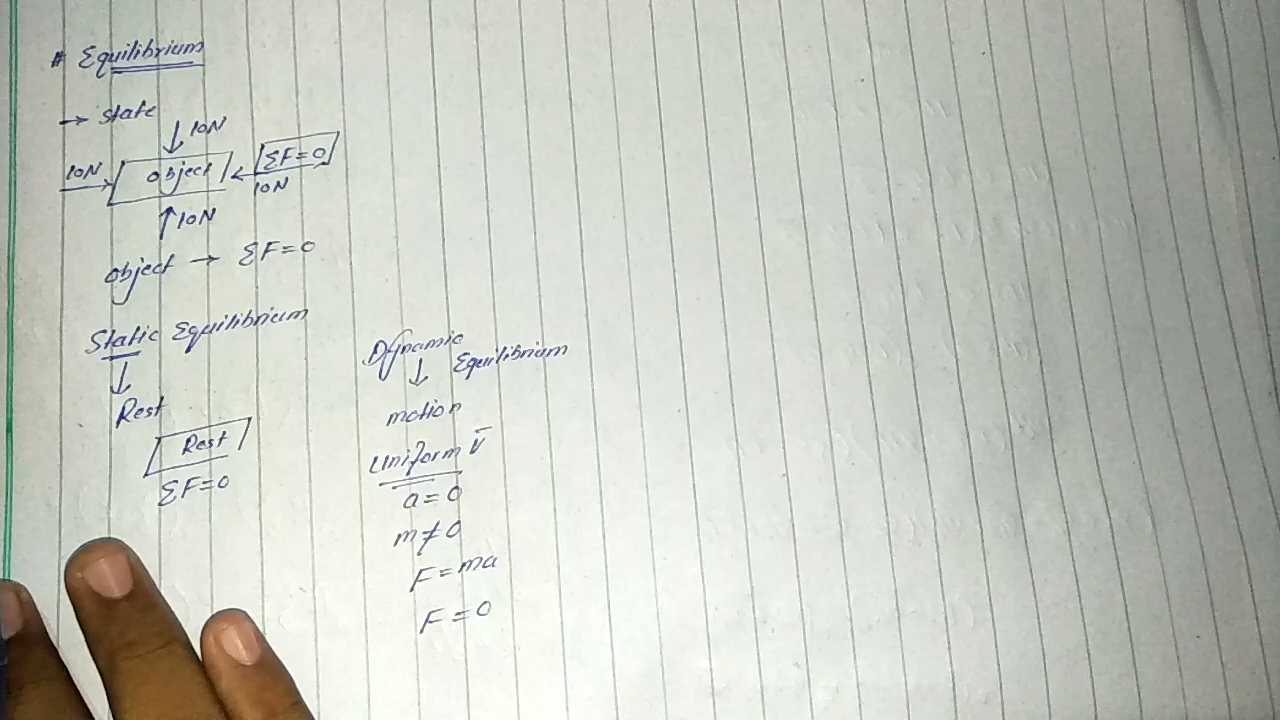 # Equilibrium
→ state
↓ 10N
10N → object ← 10N
ΣF=0
↑ 10N
object → ΣF=0
Static Equilibrium
↓
Rest
Rest
ΣF=0
Dynamic Equilibrium
↓
motion
Uniform v̄
a=0
m≠0
F=ma
F=0